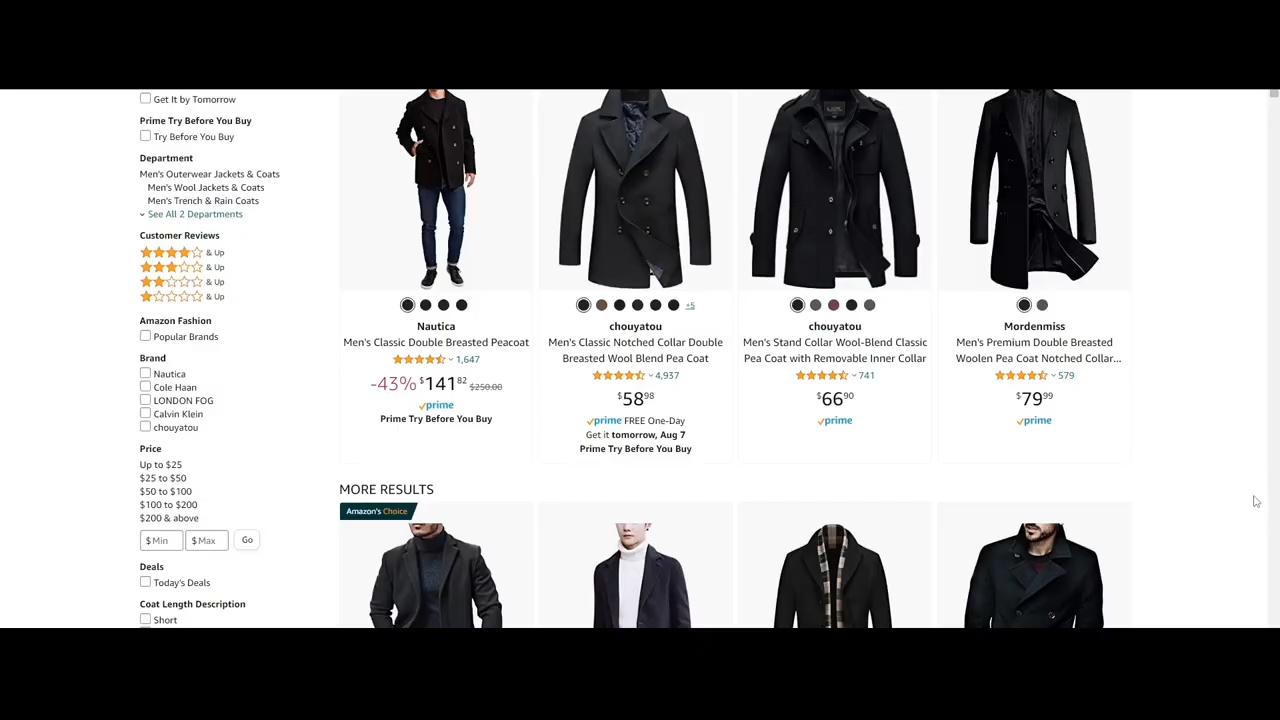 Get It by Tomorrow
Prime Try Before You Buy
Try Before You Buy
Department
Men's Outerwear Jackets & Coats
Men's Wool Jackets & Coats
Men's Trench & Rain Coats
See All 2 Departments
Customer Reviews
& Up
& Up
& Up
& Up
Amazon Fashion
Popular Brands
Brand
Nautica
Cole Haan
LONDON FOG
Calvin Klein
chouyatou
Price
Up to $25
$25 to $50
$50 to $100
$100 to $200
$200 & above
$ Min $ Max Go
Deals
Today's Deals
Coat Length Description
Short
Nautica
Men's Classic Double Breasted Peacoat
1,647
-43% $141 82 $250.00
prime
Prime Try Before You Buy
+5
chouyatou
Men's Classic Notched Collar Double
Breasted Wool Blend Pea Coat
4,937
$58 98
prime FREE One-Day
Get it tomorrow, Aug 7
Prime Try Before You Buy
chouyatou
Men's Stand Collar Wool-Blend Classic
Pea Coat with Removable Inner Collar
741
$66 90
prime
Mordenmiss
Men's Premium Double Breasted
Woolen Pea Coat Notched Collar...
579
$79 99
prime
MORE RESULTS
Amazon's Choice